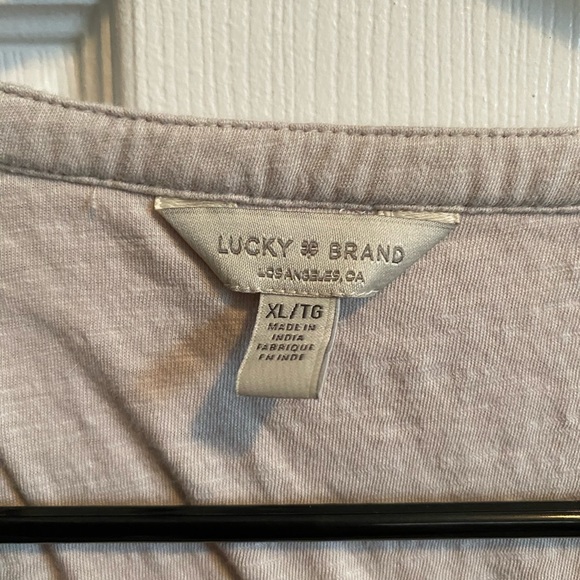 LUCKY BRAND
LOS ANGELES, CA
XL/TG
MADE IN
INDIA
FABRIQUE
EN INDE